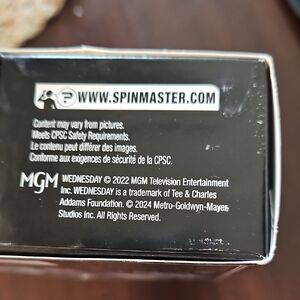 WWW.SPINMASTER.COM
Content may vary from pictures.
Meets CPSC Safety Requirements.
Le contenu peut différer des images.
Conforme aux exigences de sécurité de la CPSC.
MGM WEDNESDAY © 2022 MGM Television Entertainment
Inc. WEDNESDAY is a trademark of Tee & Charles
Addams Foundation. © 2024 Metro-Goldwyn-Mayer
Studios Inc. All Rights Reserved.